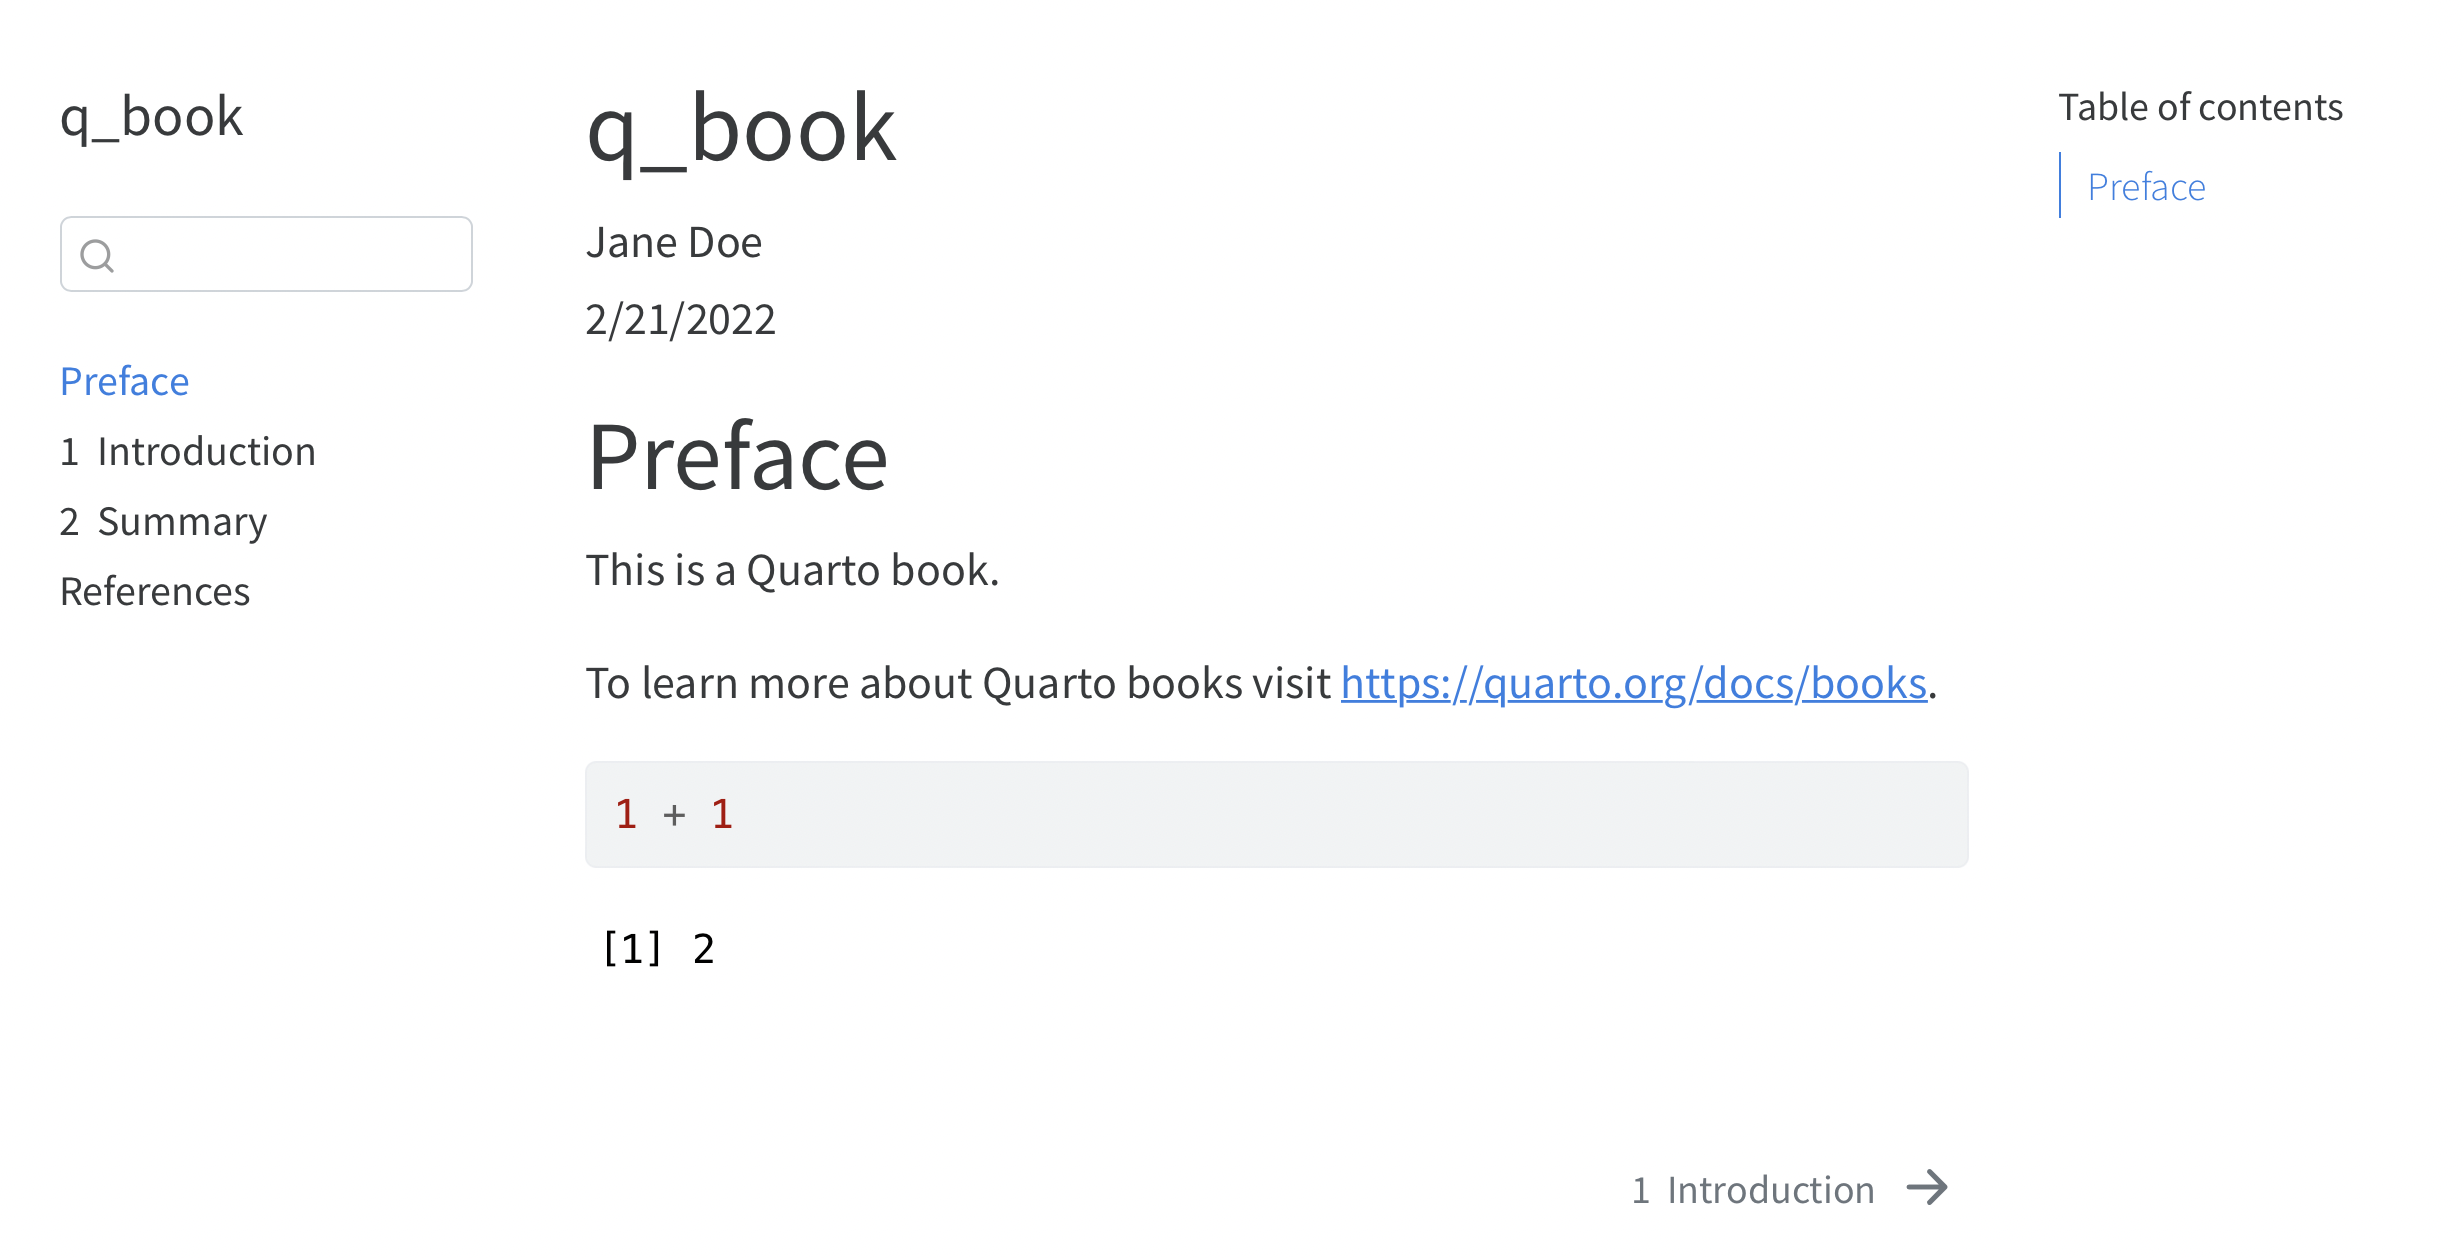 q_book
Preface
1 Introduction
2 Summary
References
q_book
Jane Doe
2/21/2022
Preface
This is a Quarto book.
To learn more about Quarto books visit https://quarto.org/docs/books.
1 + 1
[1] 2
1 Introduction
Table of contents
Preface